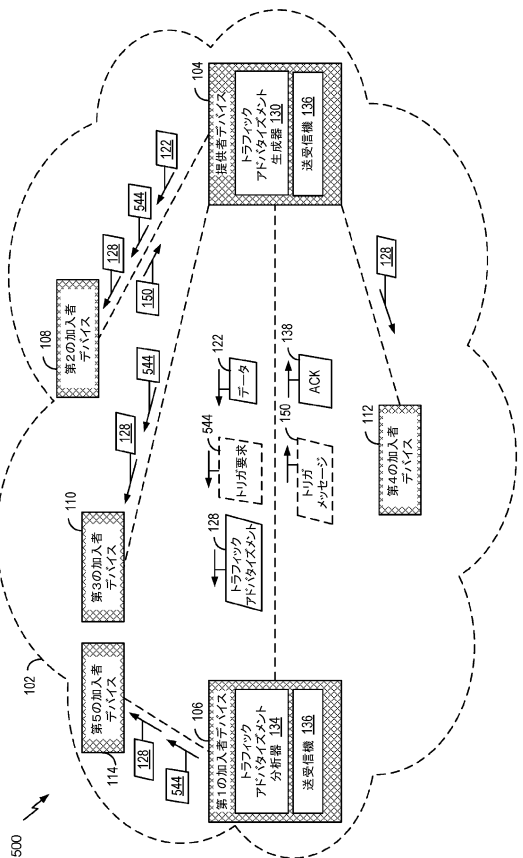 500
102
114
第5の加入者
デバイス
128
544
110
第3の加入者
デバイス
128
544
108
第2の加入者
デバイス
128
544
122
150
106
第1の加入者デバイス
トラフィック
アドバタイズメント
分析器 134
送受信機 136
128
トラフィック
アドバタイズメント
544
トリガ要求
122
データ
150
トリガ
メッセージ
138
ACK
104
提供者デバイス
トラフィック
アドバタイズメント
生成器 130
送受信機 136
112
第4の加入者
デバイス
128